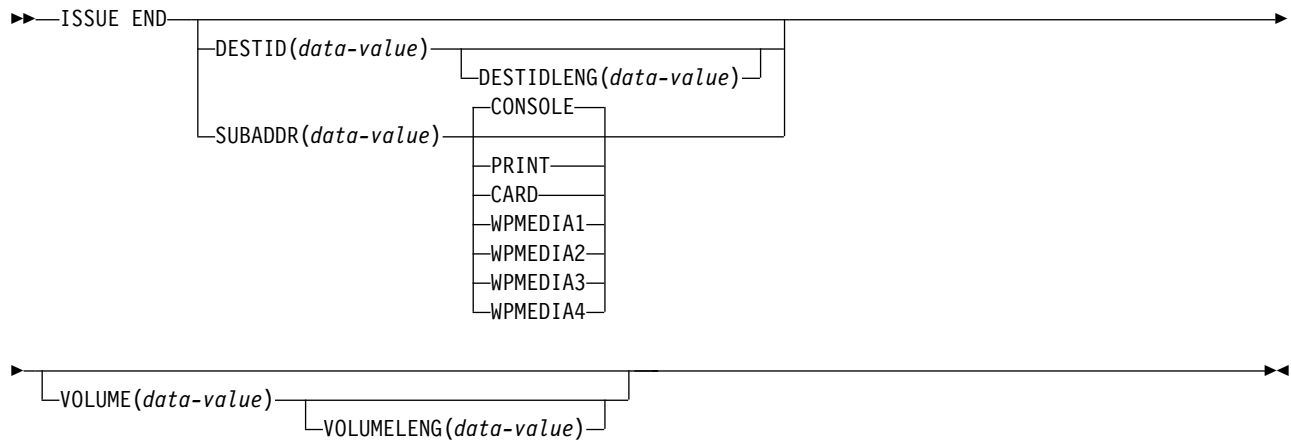 ISSUE END
DESTID(data-value)
DESTIDLENG(data-value)
CONSOLE
SUBADDR(data-value)
PRINT
CARD
WPMEDIA1
WPMEDIA2
WPMEDIA3
WPMEDIA4
VOLUME(data-value)
VOLUMELENG(data-value)